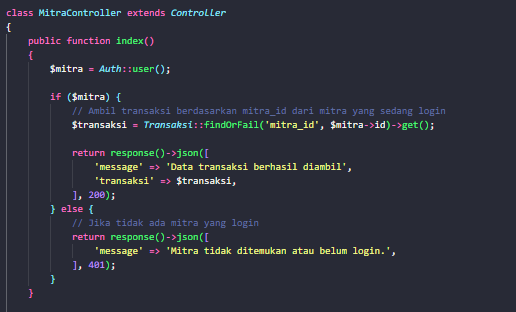 class MitraController extends Controller
{
    public function index()
    {
        $mitra = Auth::user();

        if ($mitra) {
            // Ambil transaksi berdasarkan mitra_id dari mitra yang sedang login
            $transaksi = Transaksi::findOrFail('mitra_id', $mitra->id)->get();

            return response()->json([
                'message' => 'Data transaksi berhasil diambil',
                'transaksi' => $transaksi,
            ], 200);
        } else {
            // Jika tidak ada mitra yang login
            return response()->json([
                'message' => 'Mitra tidak ditemukan atau belum login.',
            ], 401);
        }
    }